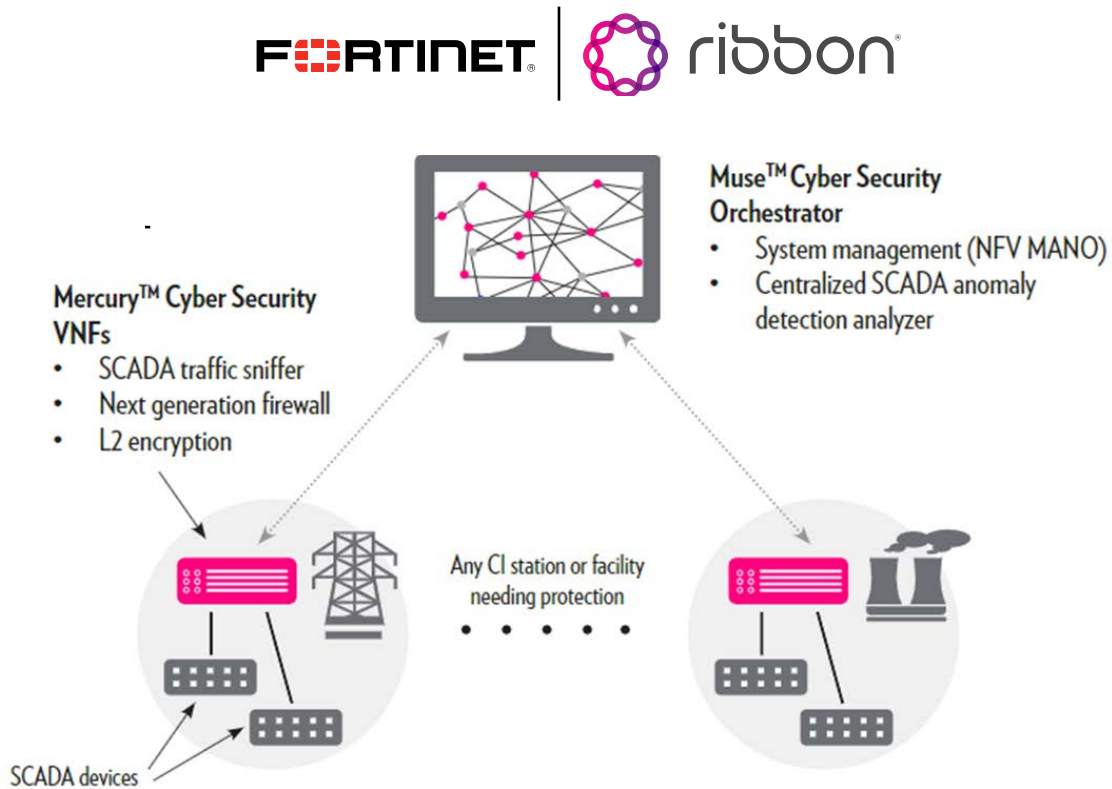 FORTINET®
ribbon®
Muse™ Cyber Security
Orchestrator
• System management (NFV MANO)
• Centralized SCADA anomaly
detection analyzer
-
Mercury™ Cyber Security
VNFs
• SCADA traffic sniffer
• Next generation firewall
• L2 encryption
Any CI station or facility
needing protection
SCADA devices